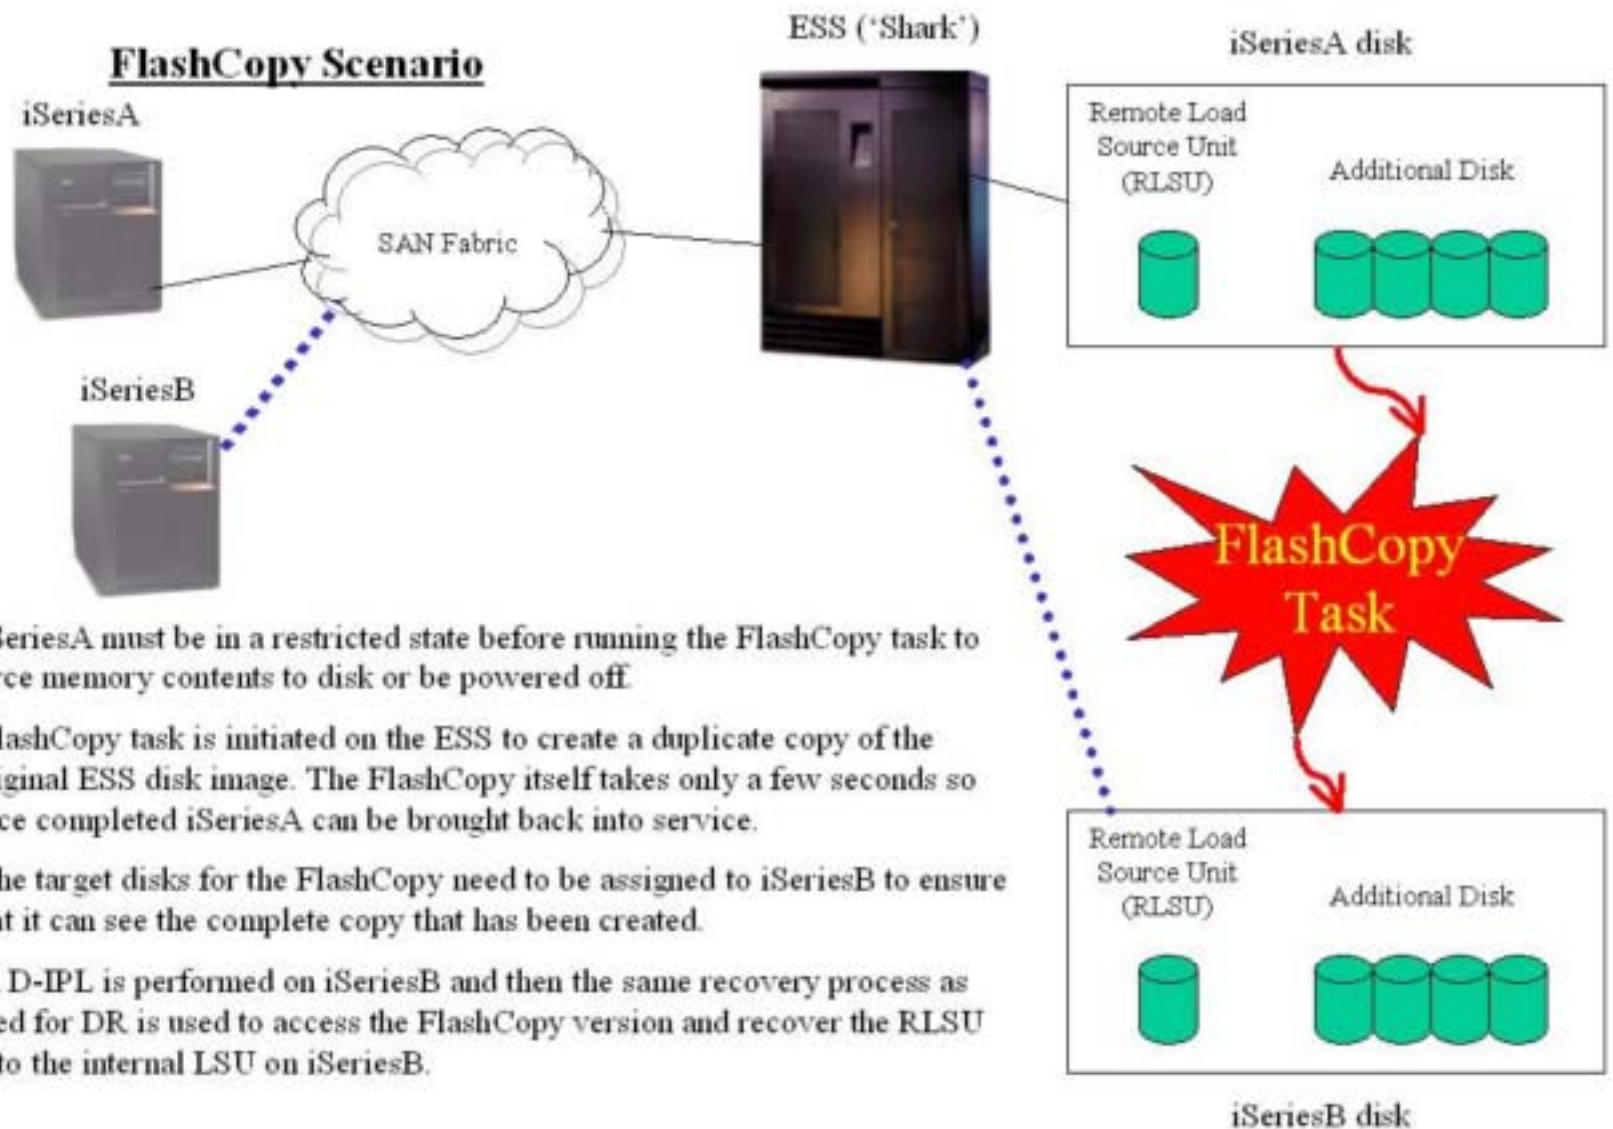 FlashCopy Scenario
ESS ('Shark')
iSeriesA disk
iSeriesA
Remote Load
Source Unit
(RLSU)
Additional Disk
SAN Fabric
iSeriesB
FlashCopy
Task
SeriesA must be in a restricted state before running the FlashCopy task to
rce memory contents to disk or be powered off.
lashCopy task is initiated on the ESS to create a duplicate copy of the
iginal ESS disk image. The FlashCopy itself takes only a few seconds so
ce completed iSeriesA can be brought back into service.
he target disks for the FlashCopy need to be assigned to iSeriesB to ensure
at it can see the complete copy that has been created.
D-IPL is performed on iSeriesB and then the same recovery process as
ed for DR is used to access the FlashCopy version and recover the RLSU
to the internal LSU on iSeriesB.
Remote Load
Source Unit
(RLSU)
Additional Disk
iSeriesB disk